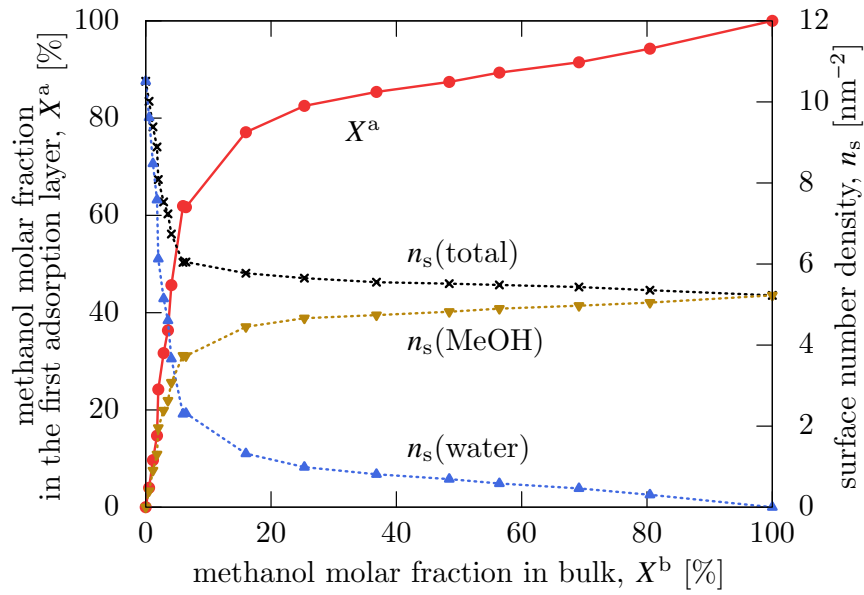 methanol molar fraction
in the first adsorption layer, Xᵃ [%]
100
80
60
40
20
0
Xᵃ
nₛ(total)
nₛ(MeOH)
nₛ(water)
12
10
8
6
4
2
0
surface number density, nₛ [nm⁻²]
0 20 40 60 80 100
methanol molar fraction in bulk, Xᵇ [%]